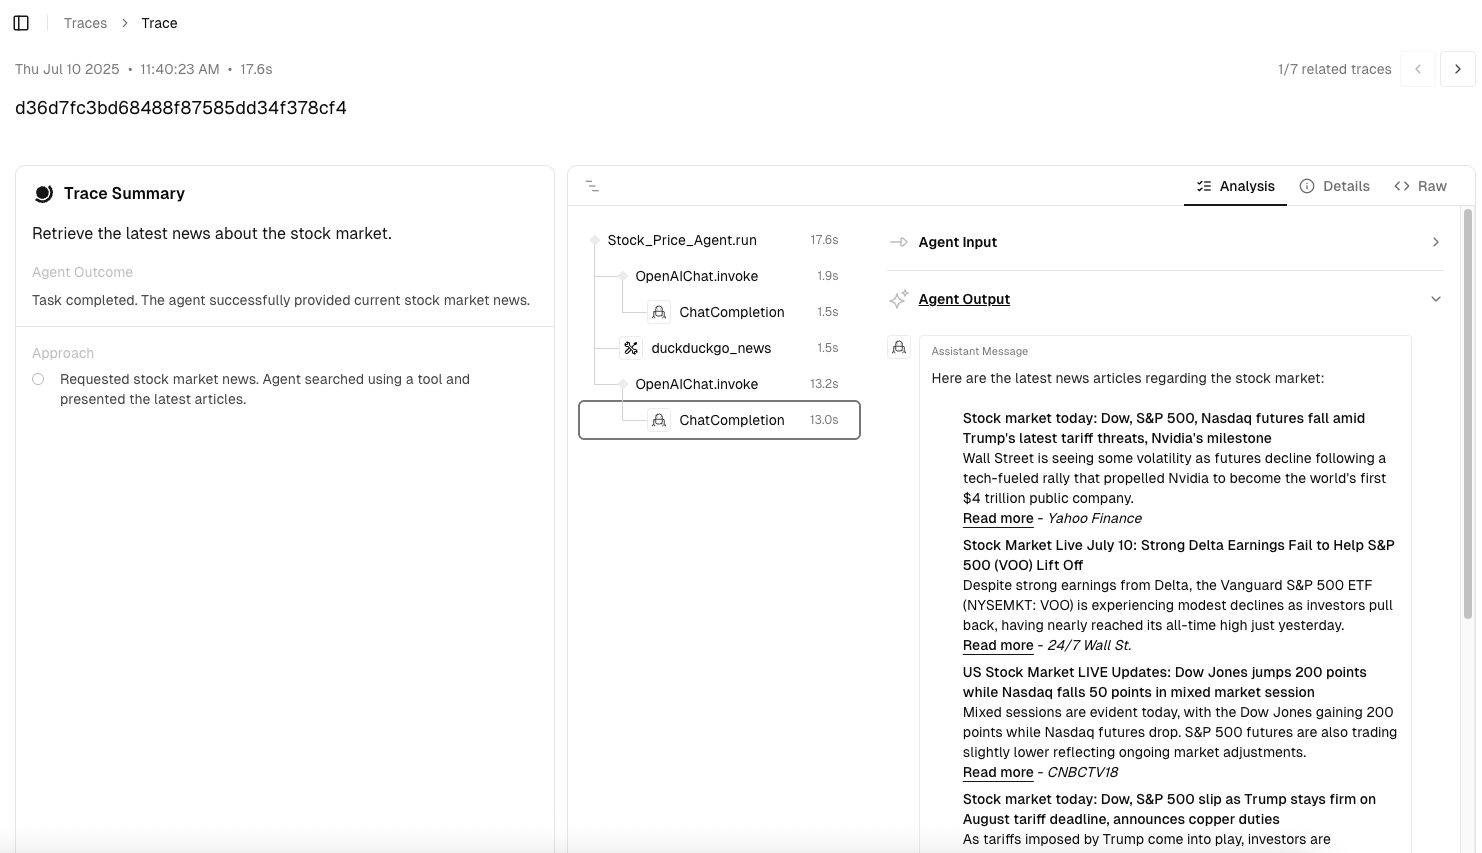 Traces > Trace
Thu Jul 10 2025 • 11:40:23 AM • 17.6s
1/7 related traces
d36d7fc3bd68488f87585dd34f378cf4
Trace Summary
Retrieve the latest news about the stock market.
Agent Outcome
Task completed. The agent successfully provided current stock market news.
Approach
Requested stock market news. Agent searched using a tool and
presented the latest articles.
Analysis
Details
Raw
Stock_Price_Agent.run 17.6s
OpenAIChat.invoke 1.9s
ChatCompletion 1.5s
duckduckgo_news 1.5s
OpenAIChat.invoke 13.2s
ChatCompletion 13.0s
Agent Input
Agent Output
Assistant Message
Here are the latest news articles regarding the stock market:
Stock market today: Dow, S&P 500, Nasdaq futures fall amid
Trump's latest tariff threats, Nvidia's milestone
Wall Street is seeing some volatility as futures decline following a
tech-fueled rally that propelled Nvidia to become the world's first
$4 trillion public company.
Read more - Yahoo Finance
Stock Market Live July 10: Strong Delta Earnings Fail to Help S&P
500 (VOO) Lift Off
Despite strong earnings from Delta, the Vanguard S&P 500 ETF
(NYSEMKT: VOO) is experiencing modest declines as investors pull
back, having nearly reached its all-time high just yesterday.
Read more - 24/7 Wall St.
US Stock Market LIVE Updates: Dow Jones jumps 200 points
while Nasdaq falls 50 points in mixed market session
Mixed sessions are evident today, with the Dow Jones gaining 200
points while Nasdaq futures drop. S&P 500 futures are also trading
slightly lower reflecting ongoing market adjustments.
Read more - CNBCTV18
Stock market today: Dow, S&P 500 slip as Trump stays firm on
August tariff deadline, announces copper duties
As tariffs imposed by Trump come into play, investors are